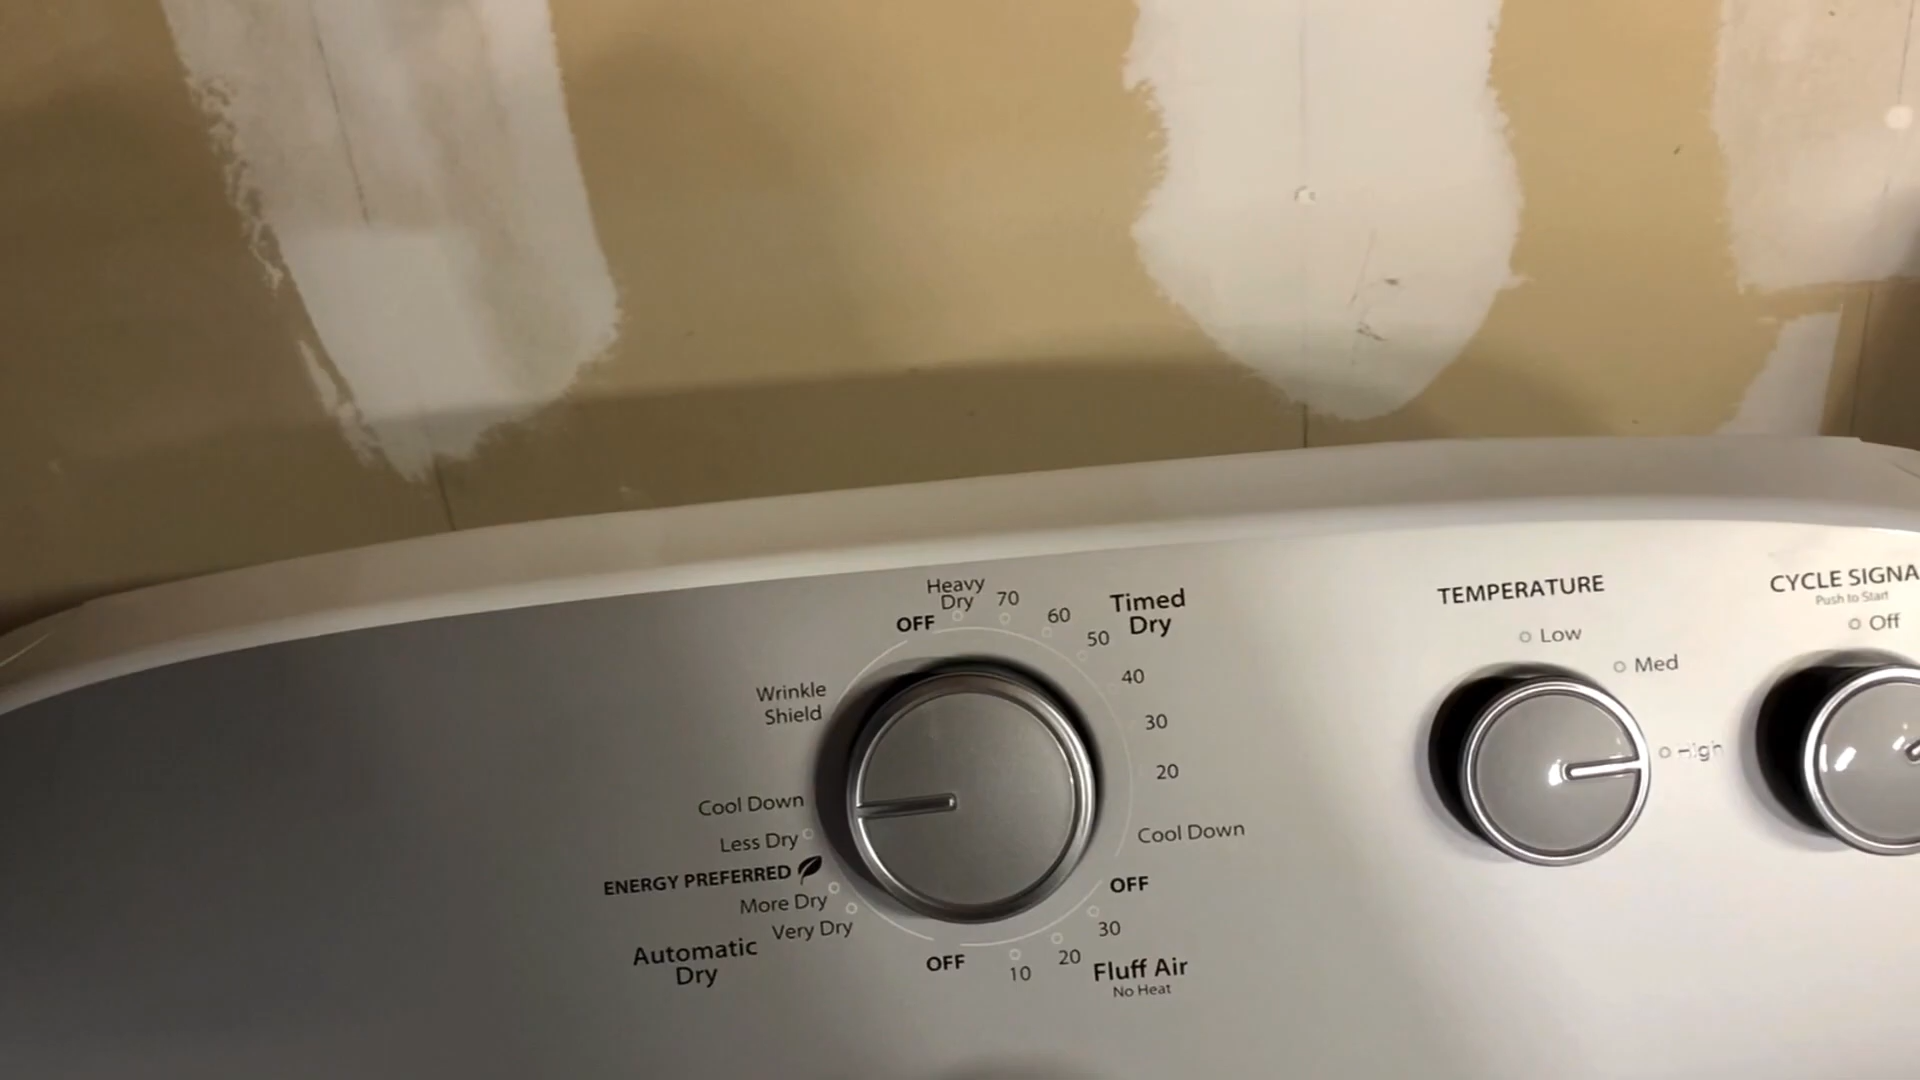 Heavy
Dry
70
60
50
40
30
20
Timed
Dry
OFF
Wrinkle
Shield
Cool Down
Less Dry
ENERGY PREFERRED
More Dry
Very Dry
Automatic
Dry
OFF
10
20
30
Fluff Air
No Heat
OFF
Cool Down
TEMPERATURE
Low
Med
High
CYCLE SIGNA
Push to Start
Off